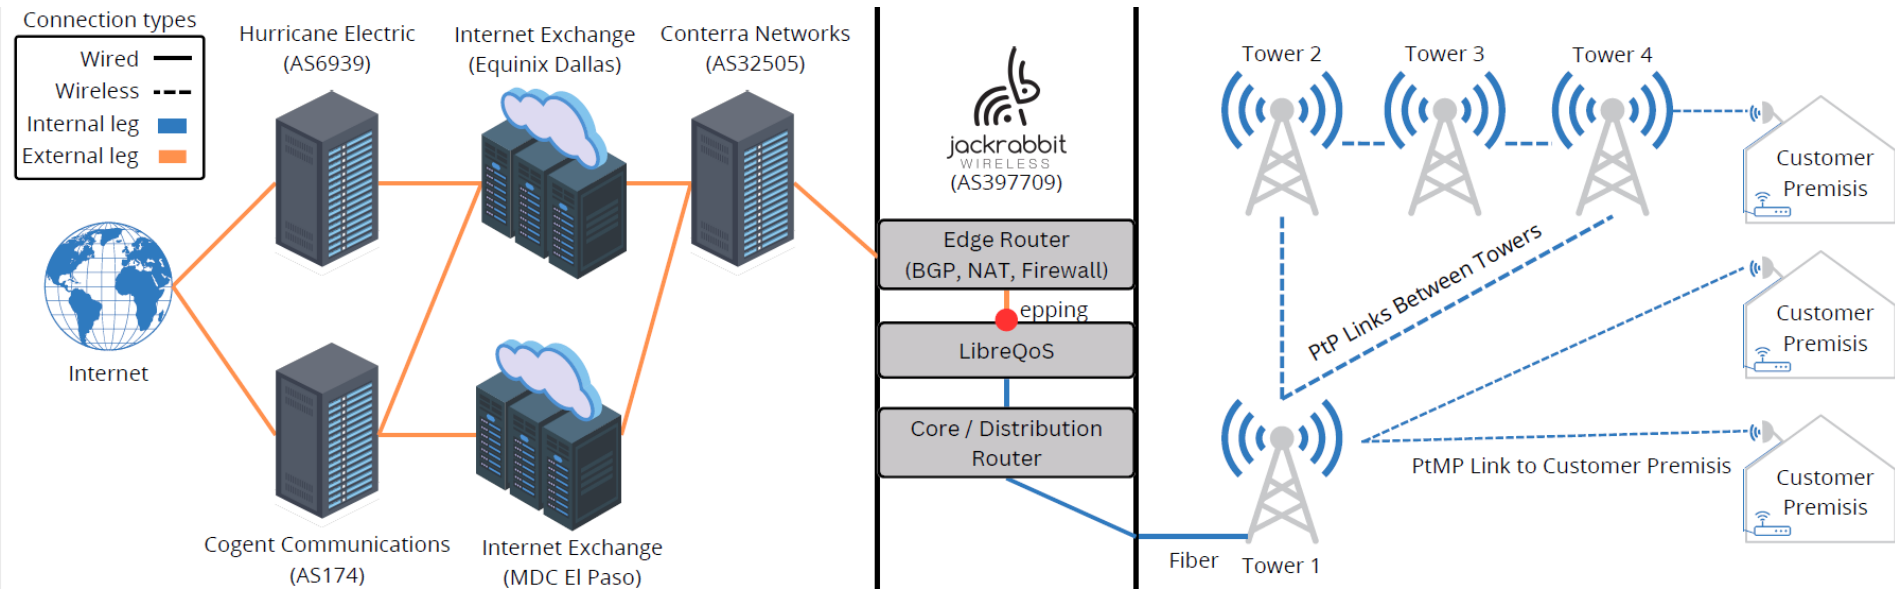 Connection types
Wired
Wireless
Internal leg
External leg
Hurricane Electric
(AS6939)
Internet Exchange
(Equinix Dallas)
Conterra Networks
(AS32505)
Internet
Cogent Communications
(AS174)
Internet Exchange
(MDC El Paso)
jackrabbit
WIRELESS
(AS397709)
Edge Router
(BGP, NAT, Firewall)
epping
LibreQoS
Core / Distribution
Router
Fiber
Tower 1
Tower 2
Tower 3
Tower 4
PtP Links Between Towers
PtMP Link to Customer Premisis
Customer
Premisis
Customer
Premisis
Customer
Premisis